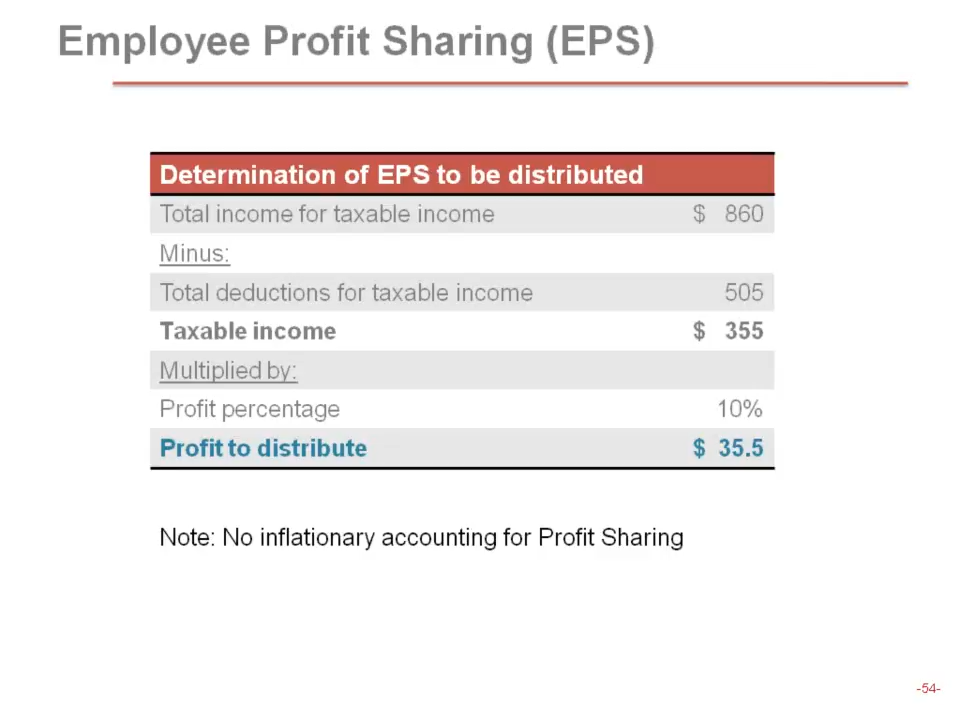 Employee Profit Sharing (EPS)
Determination of EPS to be distributed
Total income for taxable income $ 860
Minus:
Total deductions for taxable income 505
Taxable income $ 355
Multiplied by:
Profit percentage 10%
Profit to distribute $ 35.5
Note: No inflationary accounting for Profit Sharing
-54-